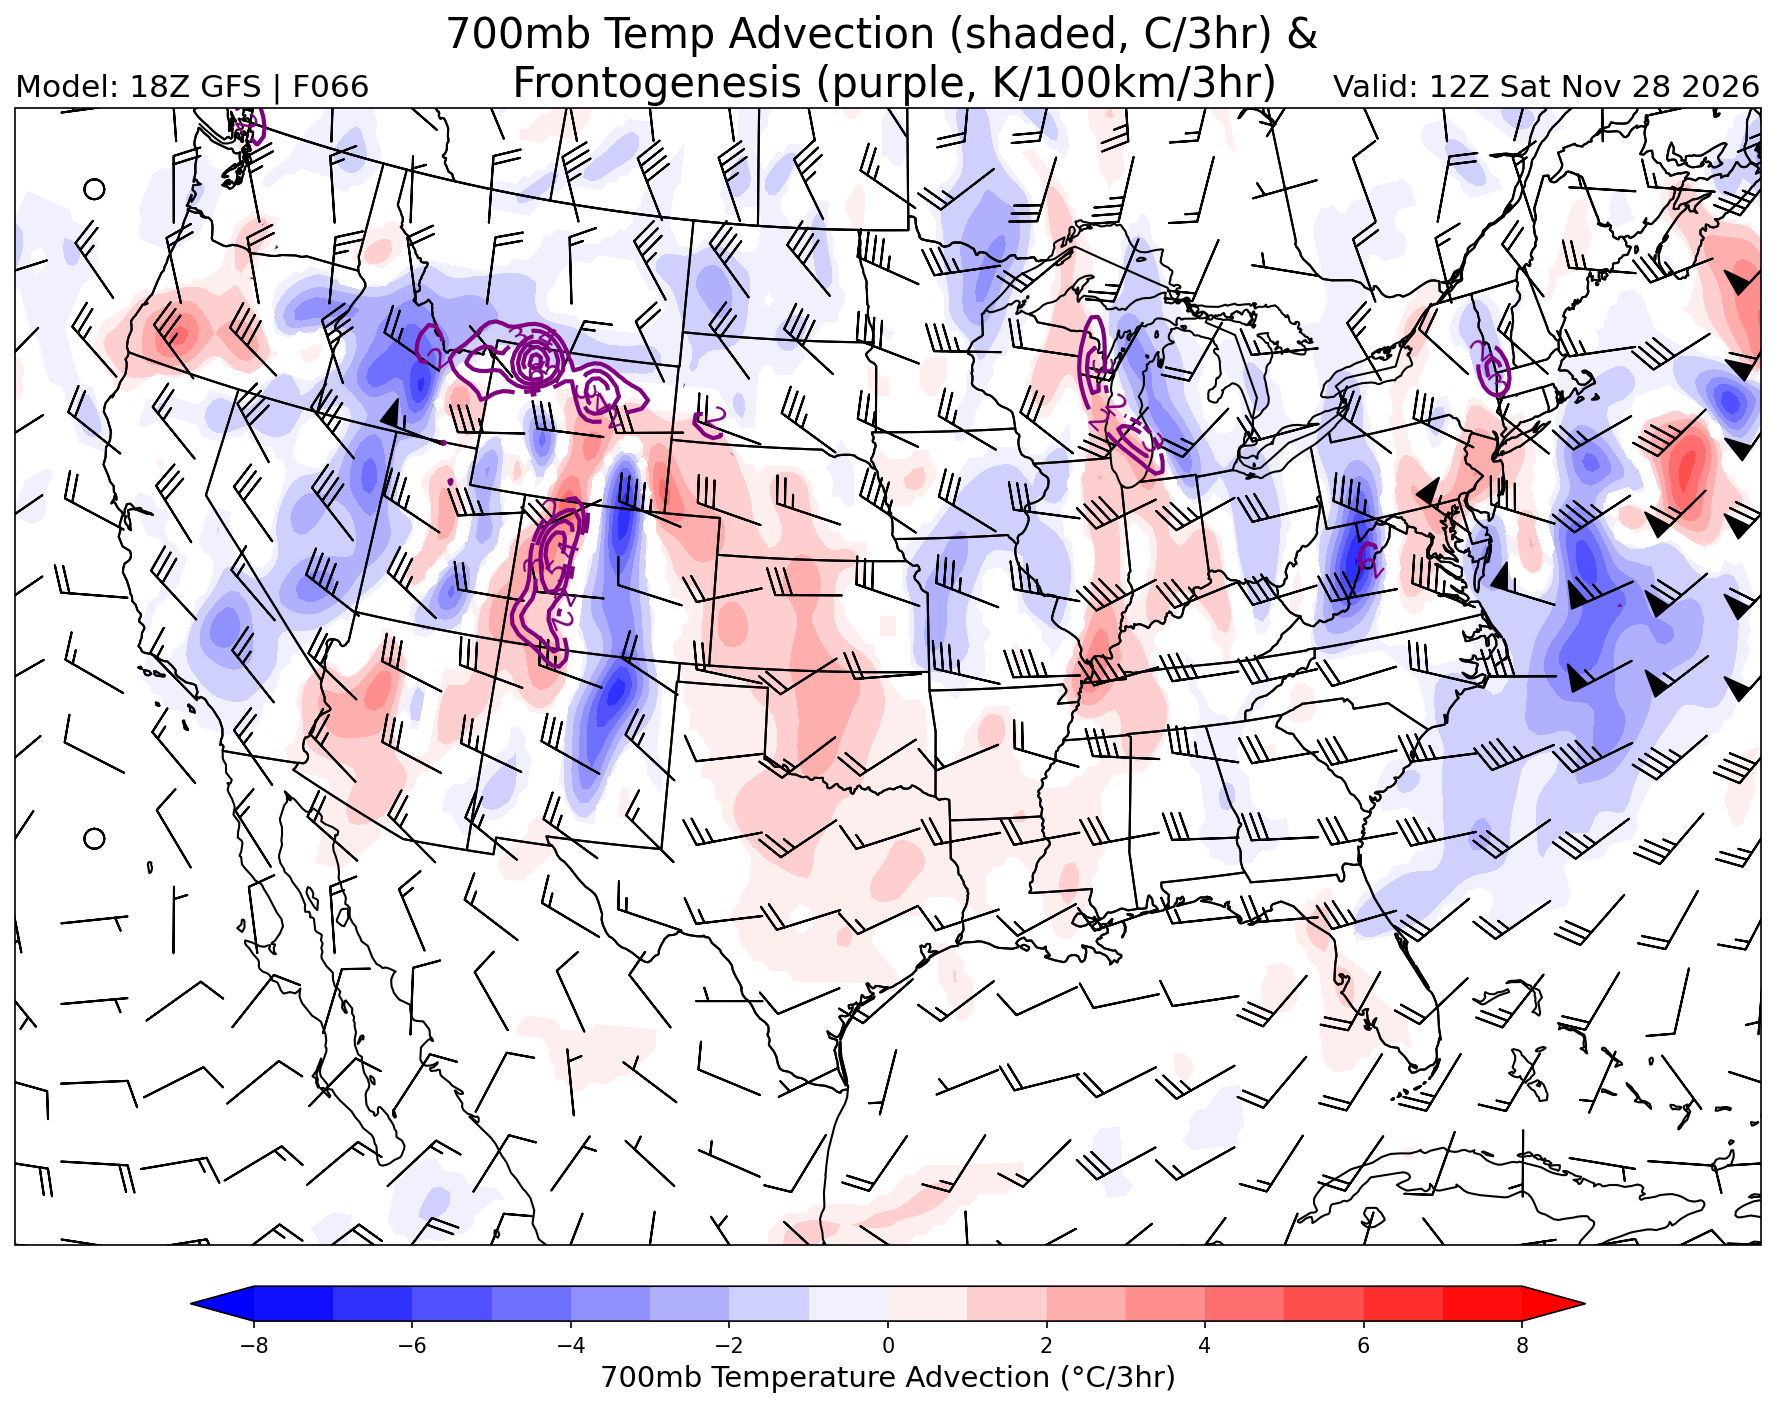 700mb Temp Advection (shaded, C/3hr) &
Frontogenesis (purple, K/100km/3hr)
Model: 18Z GFS | F066
Valid: 12Z Sat Nov 28 2026
−8 −6 −4 −2 0 2 4 6 8
700mb Temperature Advection (°C/3hr)